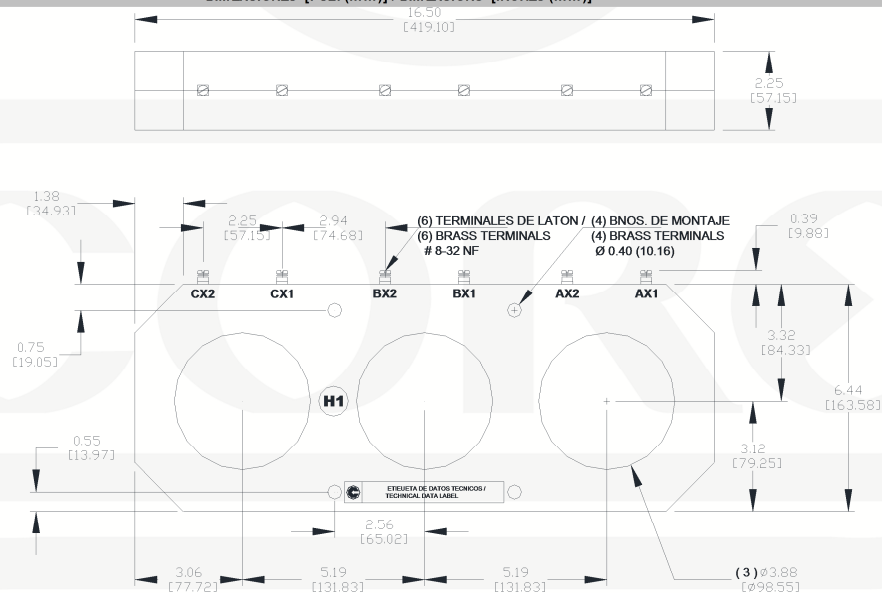 16.50
[419.10]
2.25
[57.15]
1.38
[34.93]
2.25
[57.15]
2.94
[74.68]
(6) TERMINALES DE LATON /
(6) BRASS TERMINALS
# 8-32 NF
(4) BNOS. DE MONTAJE
(4) BRASS TERMINALS
Ø 0.40 (10.16)
0.39
[9.88]
CX2 CX1 BX2 BX1 AX2 AX1
0.75
[19.05]
3.32
[84.33]
6.44
[163.58]
H1
0.55
[13.97]
3.12
[79.25]
ETIEUETA DE DATOS TECNICOS /
TECHNICAL DATA LABEL
2.56
[65.02]
3.06
[77.72]
5.19
[131.83]
5.19
[131.83]
(3) ⌀3.88
[⌀98.55]
CORE